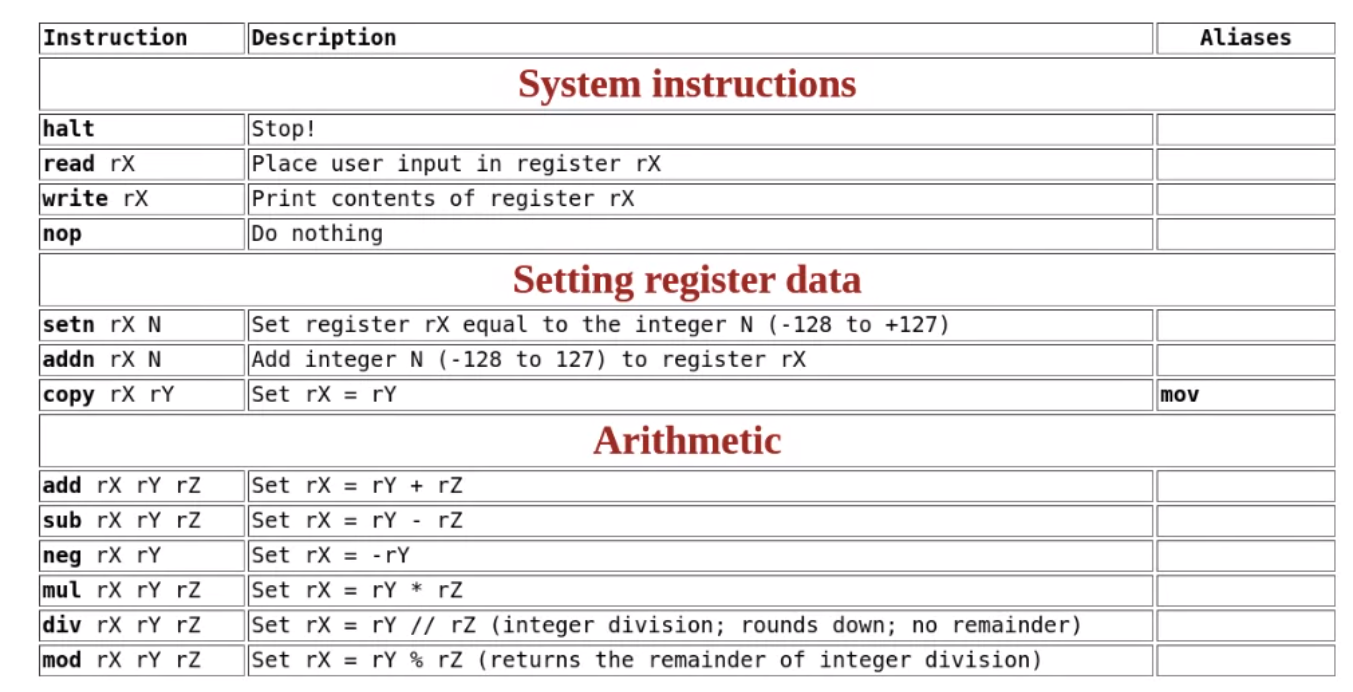 Instruction Description Aliases
System instructions
halt Stop!
read rX Place user input in register rX
write rX Print contents of register rX
nop Do nothing
Setting register data
setn rX N Set register rX equal to the integer N (-128 to +127)
addn rX N Add integer N (-128 to 127) to register rX
copy rX rY Set rX = rY mov
Arithmetic
add rX rY rZ Set rX = rY + rZ
sub rX rY rZ Set rX = rY - rZ
neg rX rY Set rX = -rY
mul rX rY rZ Set rX = rY * rZ
div rX rY rZ Set rX = rY // rZ (integer division; rounds down; no remainder)
mod rX rY rZ Set rX = rY % rZ (returns the remainder of integer division)